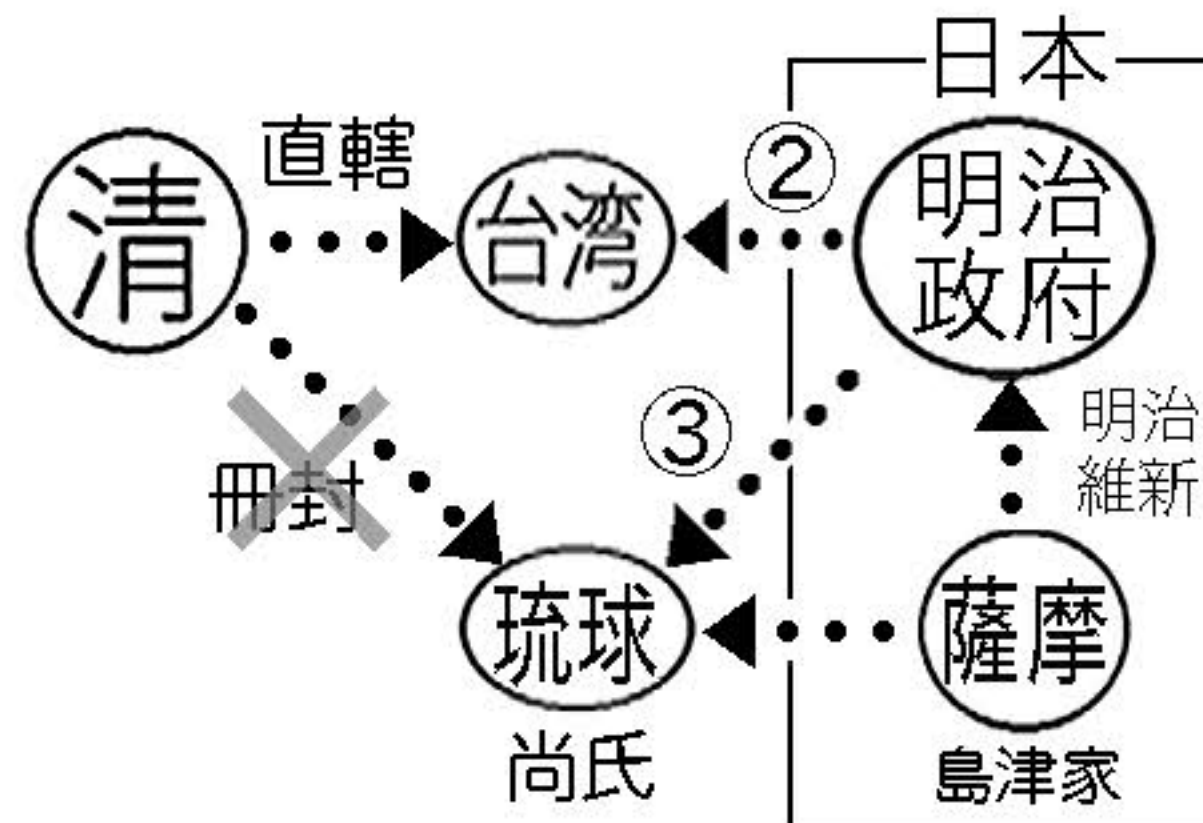 日本
清
直轄
台湾
②
明治
政府
③
冊封
明治
維新
琉球
尚氏
薩摩
島津家